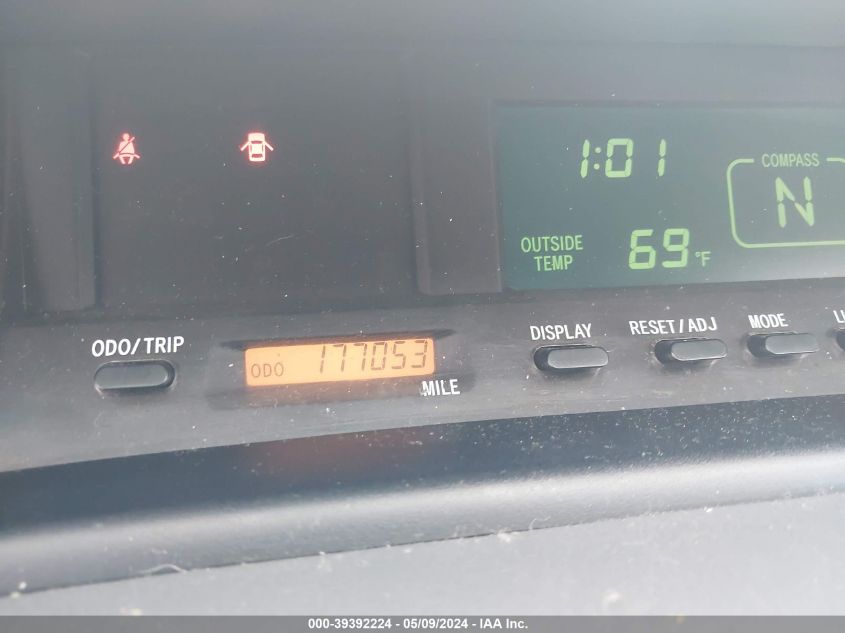 1:01
COMPASS
N
OUTSIDE
TEMP
69°F
ODO/TRIP
ODO 177053
MILE
DISPLAY
RESET/ADJ
MODE
000-39392224 - 05/09/2024 - IAA Inc.